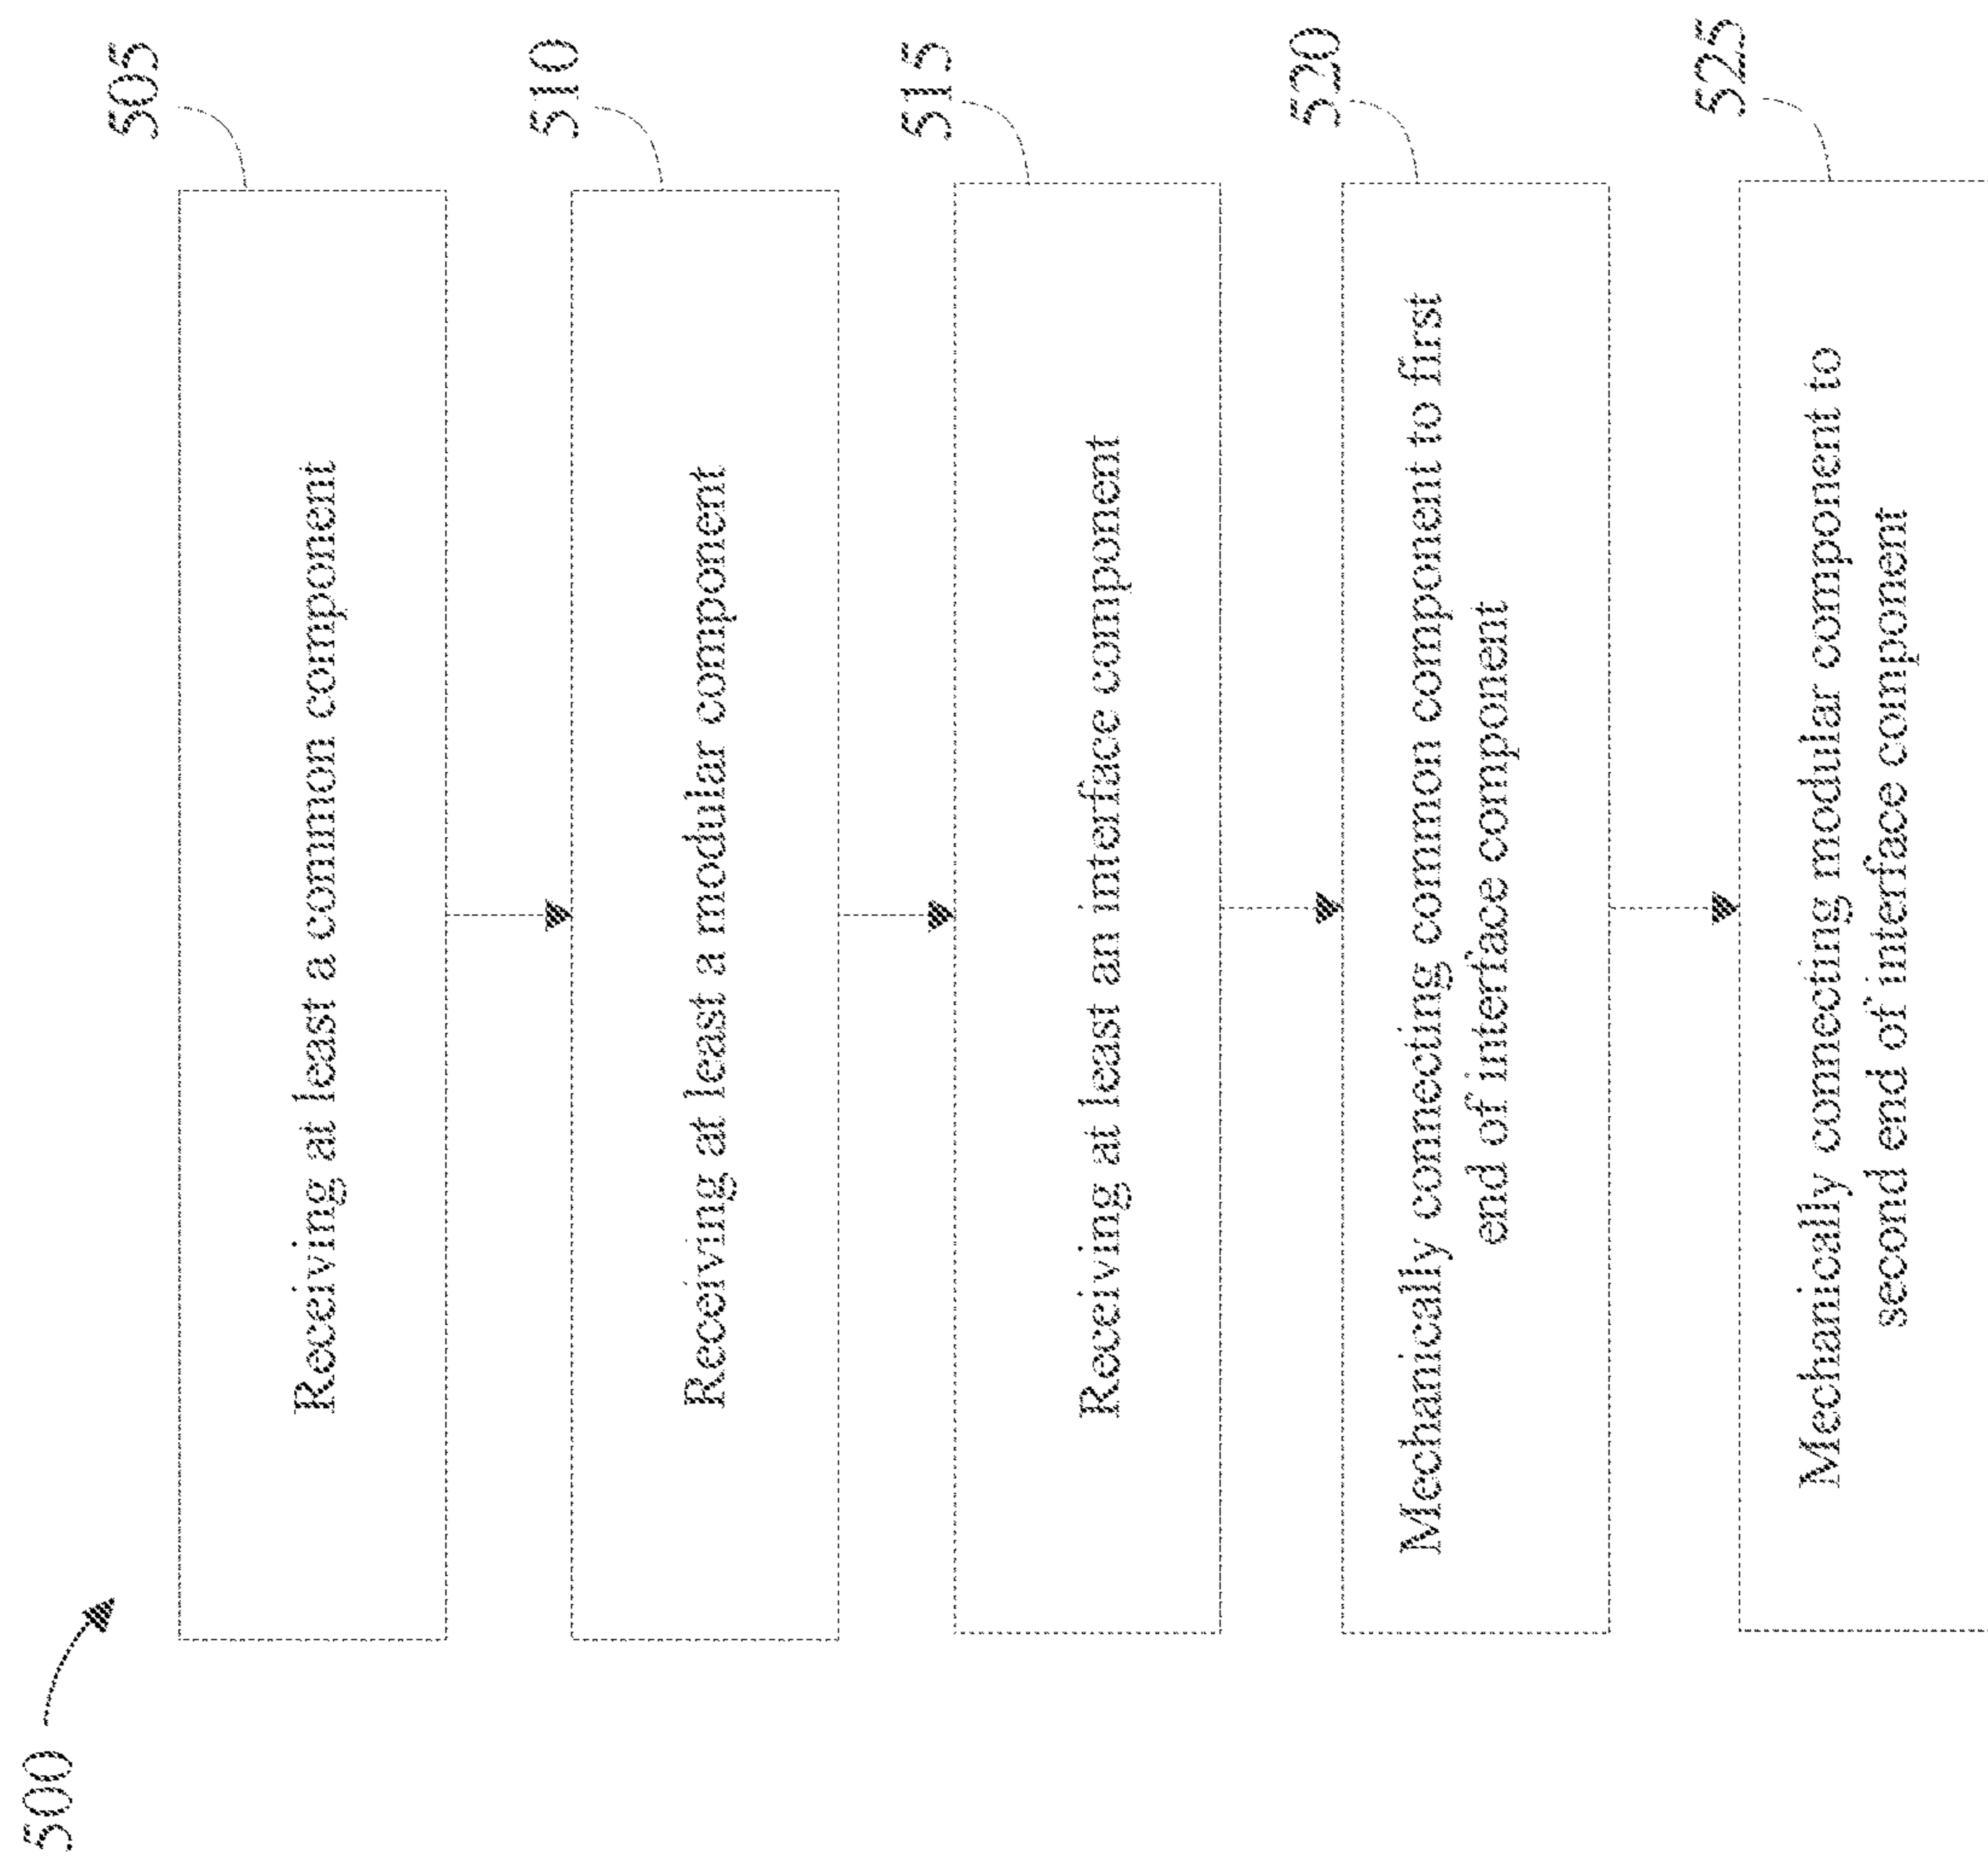 500
505
Receiving at least a common component
510
Receiving at least a modular component
515
Receiving at least an interface component
520
Mechanically connecting common component to first
end of interface component
525
Mechanically connecting modular component to
second end of interface component